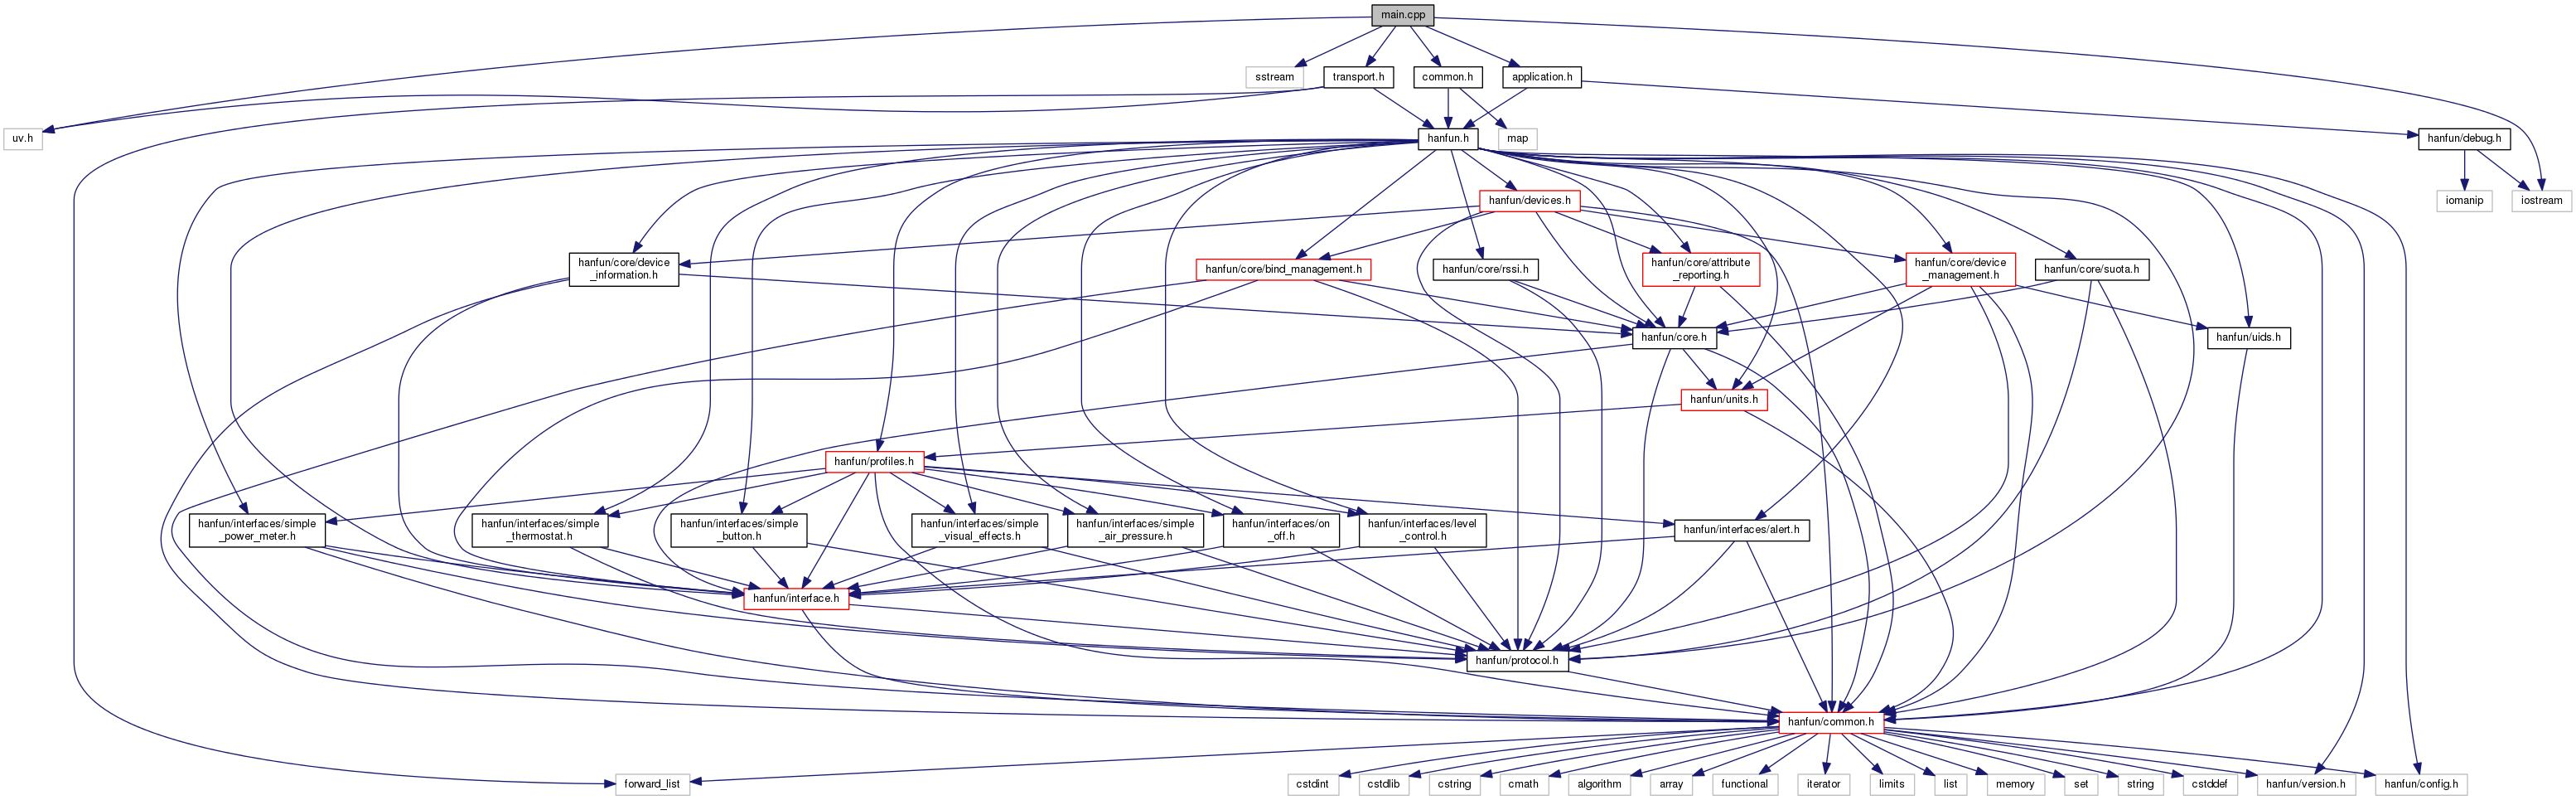 main.cpp
sstream
transport.h
common.h
application.h
uv.h
hanfun.h
map
hanfun/debug.h
iomanip
iostream
hanfun/devices.h
hanfun/core/device
_information.h
hanfun/core/bind_management.h
hanfun/core/rssi.h
hanfun/core/attribute
_reporting.h
hanfun/core/device
_management.h
hanfun/core/suota.h
hanfun/core.h
hanfun/uids.h
hanfun/units.h
hanfun/profiles.h
hanfun/interfaces/simple
_power_meter.h
hanfun/interfaces/simple
_thermostat.h
hanfun/interfaces/simple
_button.h
hanfun/interfaces/simple
_visual_effects.h
hanfun/interfaces/simple
_air_pressure.h
hanfun/interfaces/on
_off.h
hanfun/interfaces/level
_control.h
hanfun/interfaces/alert.h
hanfun/interface.h
hanfun/protocol.h
hanfun/common.h
forward_list
cstdint
cstdlib
cstring
cmath
algorithm
array
functional
iterator
limits
list
memory
set
string
cstddef
hanfun/version.h
hanfun/config.h